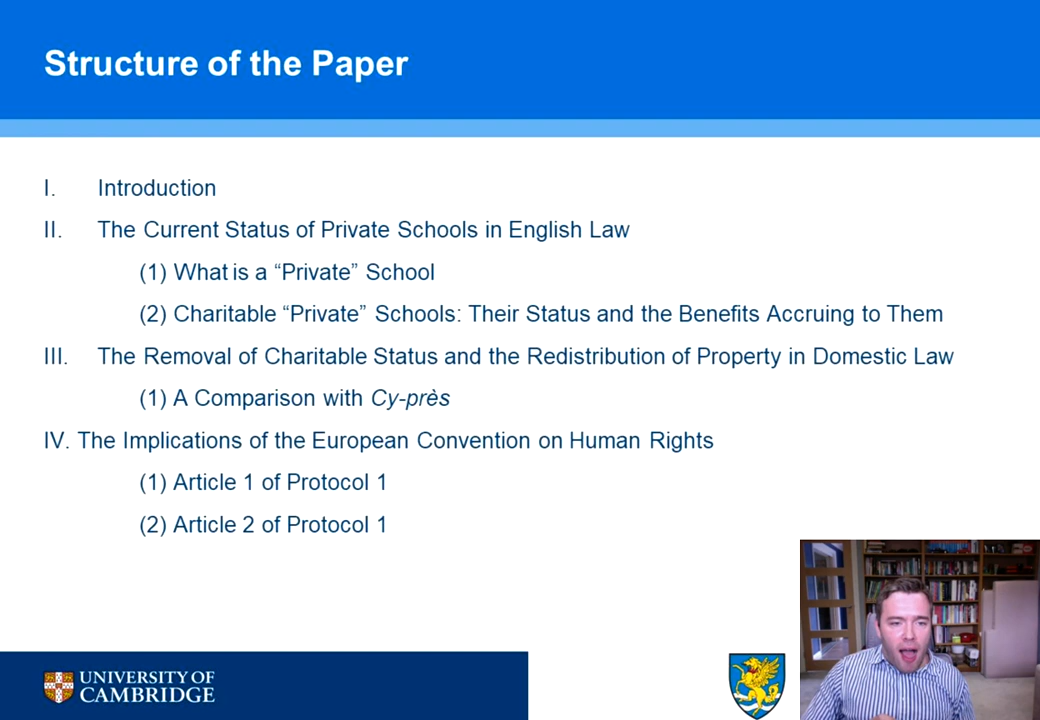 Structure of the Paper
I. Introduction
II. The Current Status of Private Schools in English Law
(1) What is a “Private” School
(2) Charitable “Private” Schools: Their Status and the Benefits Accruing to Them
III. The Removal of Charitable Status and the Redistribution of Property in Domestic Law
(1) A Comparison with Cy-près
IV. The Implications of the European Convention on Human Rights
(1) Article 1 of Protocol 1
(2) Article 2 of Protocol 1
UNIVERSITY OF
CAMBRIDGE